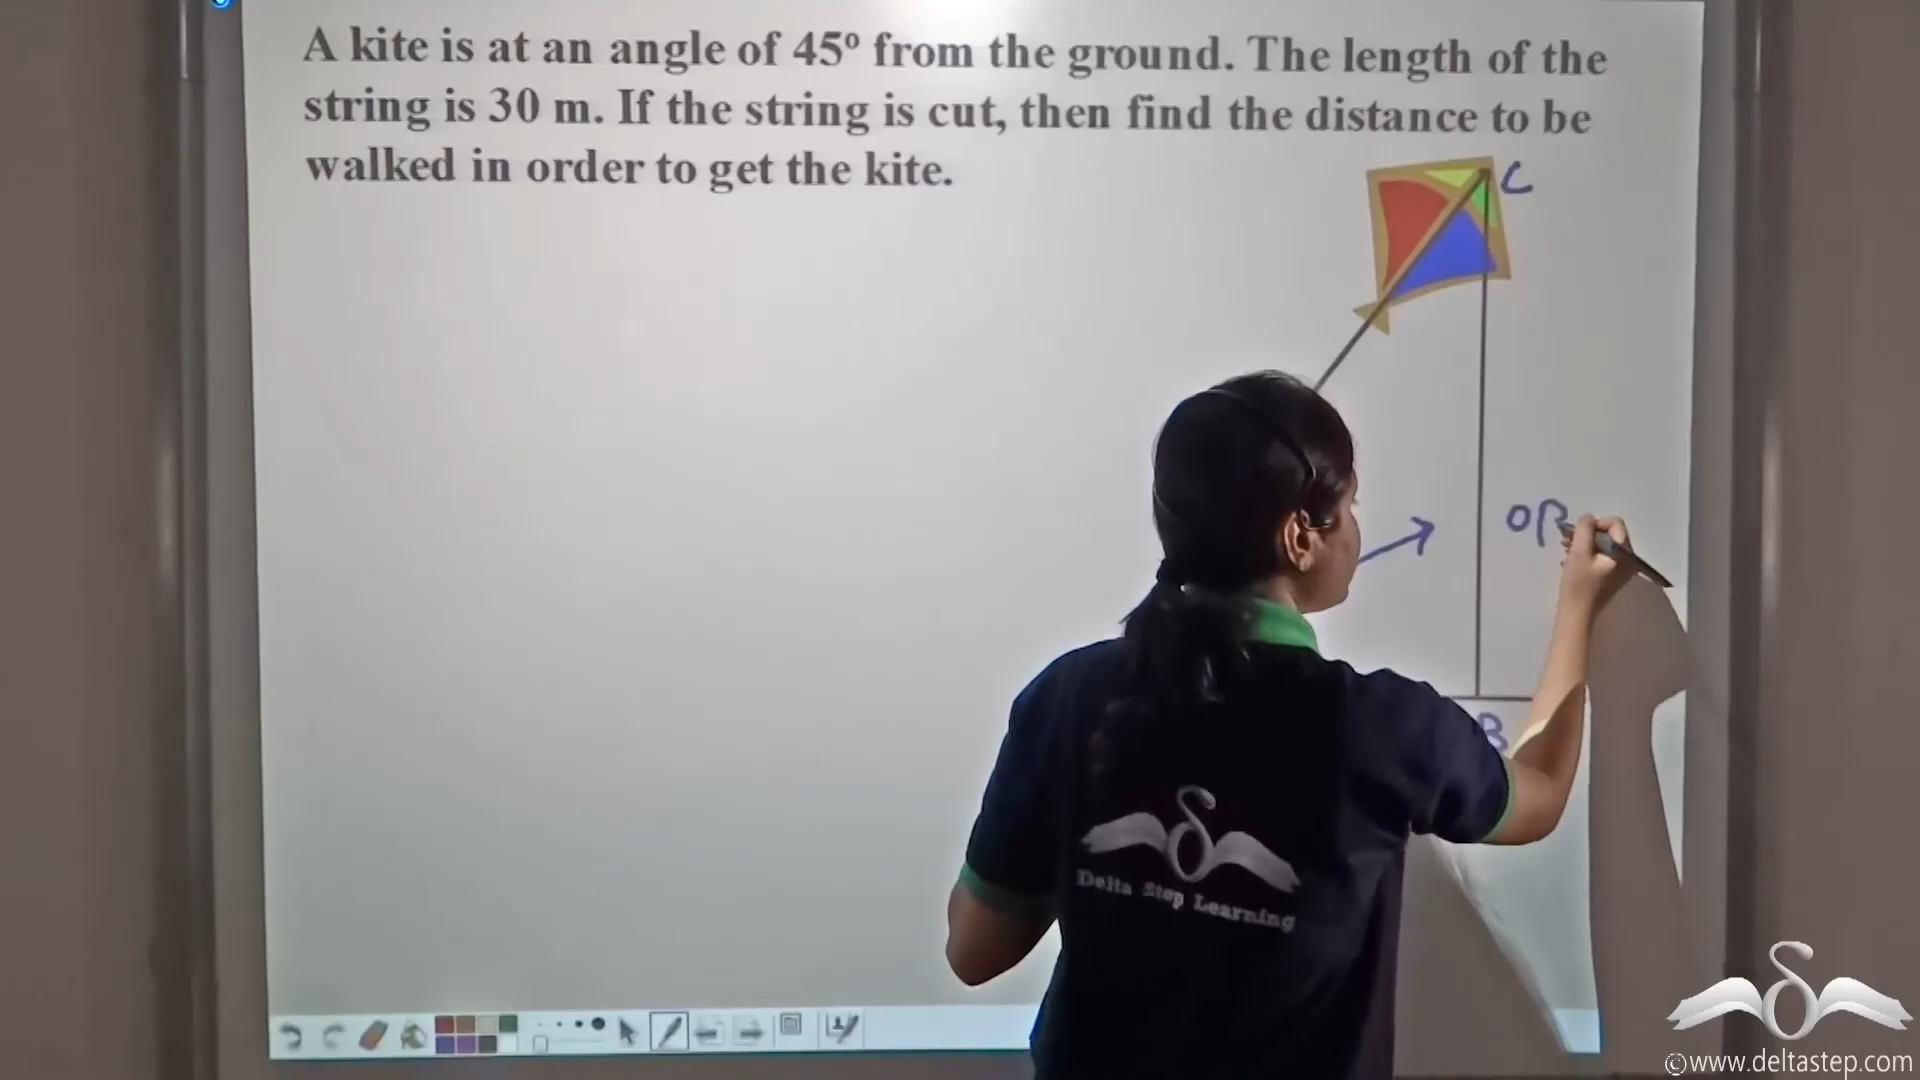 A kite is at an angle of 45º from the ground. The length of the
string is 30 m. If the string is cut, then find the distance to be
walked in order to get the kite.
C
OP
B
Delta Step Learning
©www.deltastep.com